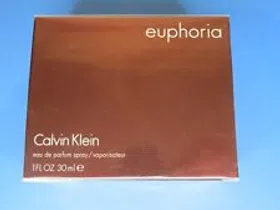 euphoria
Calvin Klein
eau de parfum spray / vaporisateur
1 FL OZ 30 ml ℮